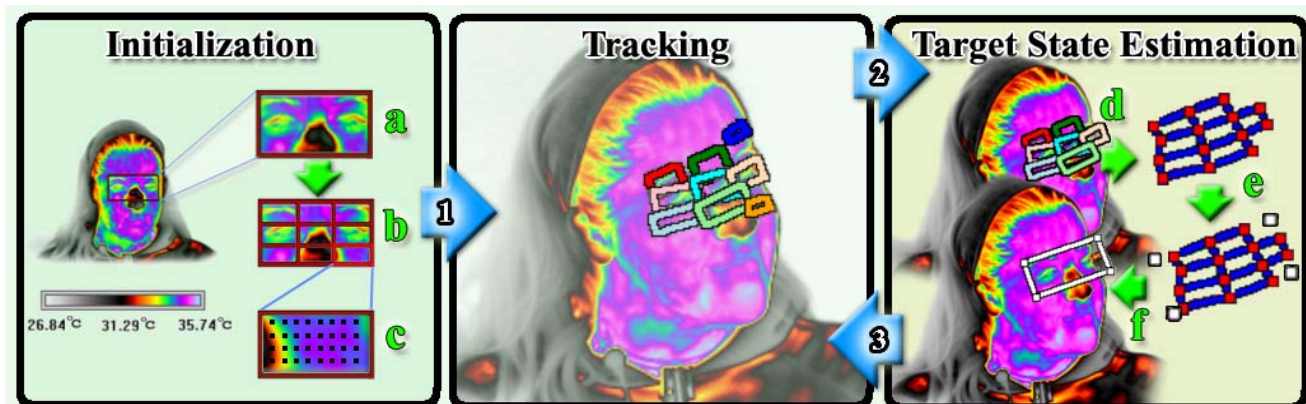 Initialization
Tracking
Target State Estimation
a
b
c
26.84°C 31.29°C 35.74°C
1
2
3
d
e
f